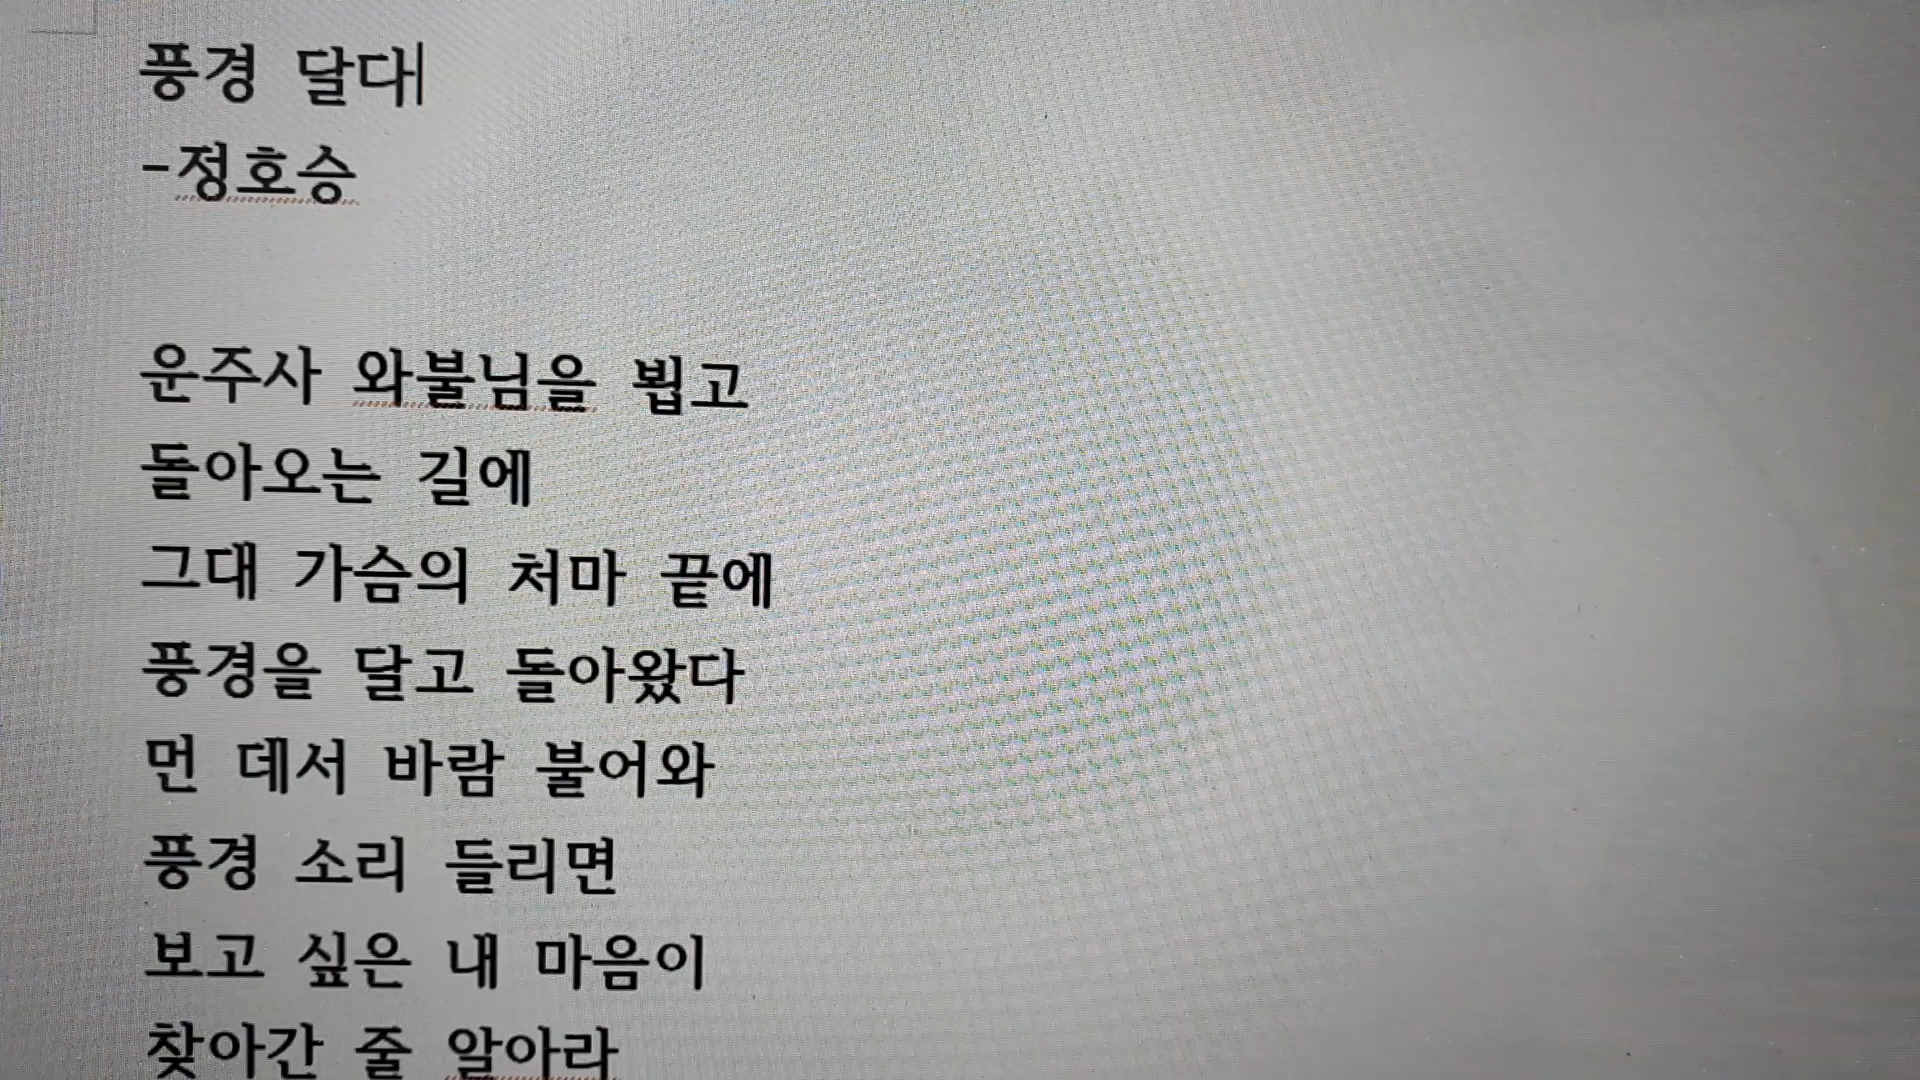 풍경 달다
-정호승
운주사 와불님을 뵙고
돌아오는 길에
그대 가슴의 처마 끝에
풍경을 달고 돌아왔다
먼 데서 바람 불어와
풍경 소리 들리면
보고 싶은 내 마음이
찾아간 줄 알아라